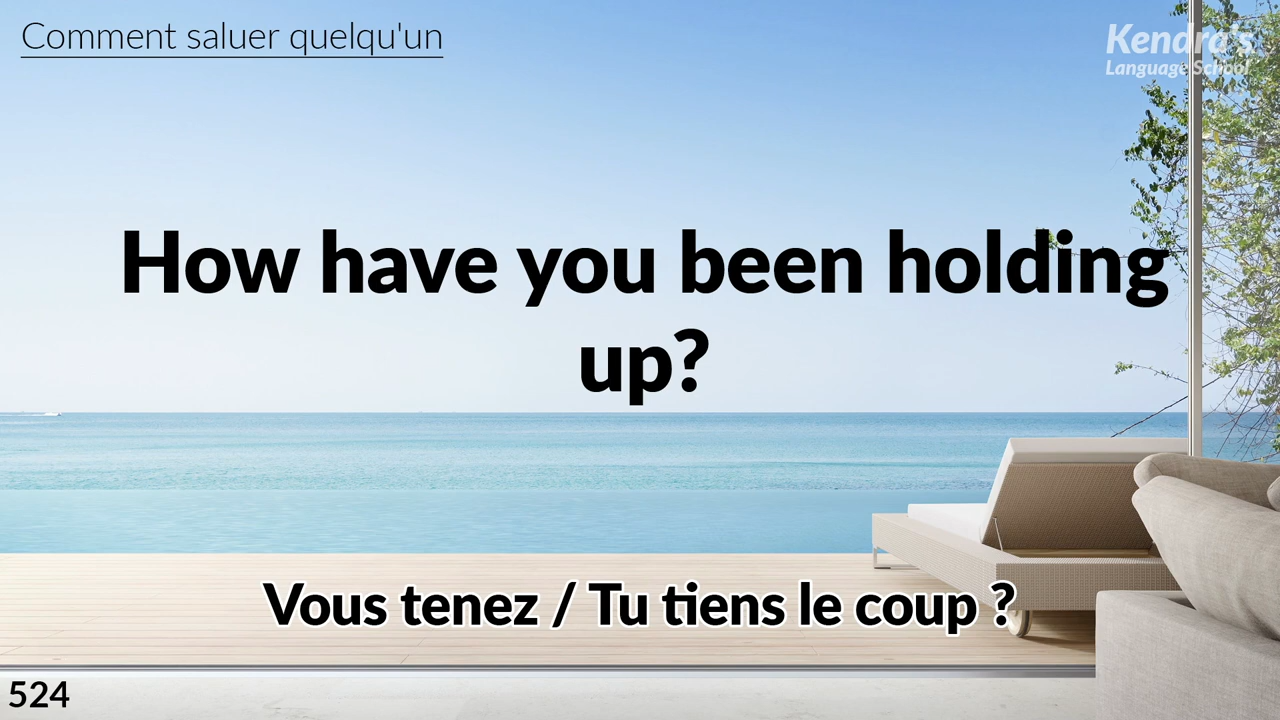 Comment saluer quelqu'un
Kendra's
Language School
How have you been holding
up?
Vous tenez / Tu tiens le coup ?
524